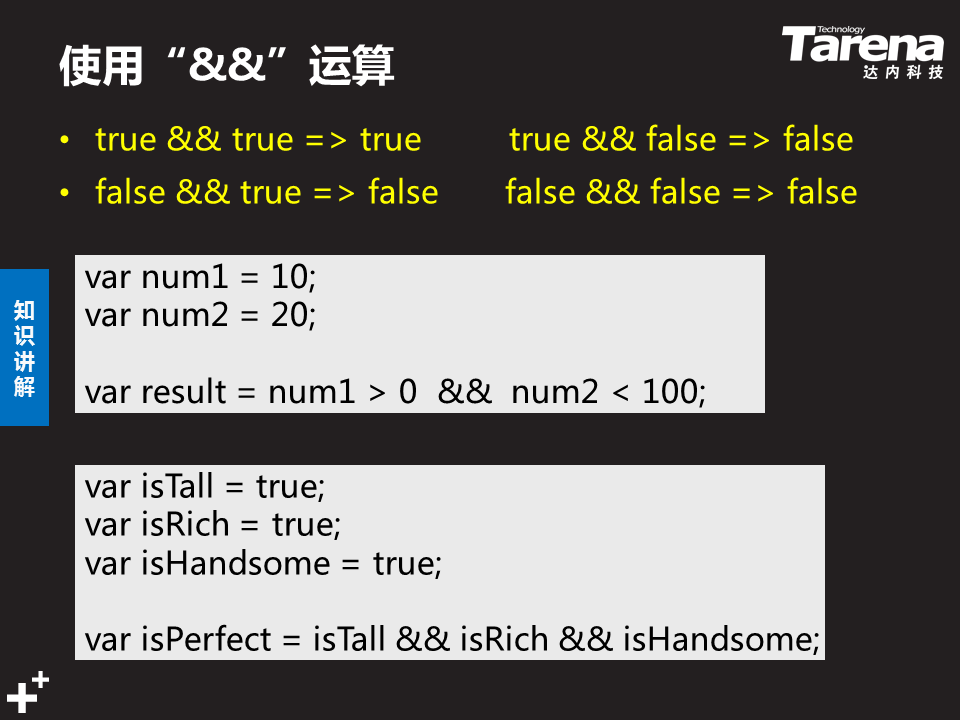 使用“&&”运算
Technology
Tarena
达内科技
• true && true => true true && false => false
• false && true => false false && false => false
var num1 = 10;
var num2 = 20;
var result = num1 > 0 && num2 < 100;
知
识
讲
解
var isTall = true;
var isRich = true;
var isHandsome = true;
var isPerfect = isTall && isRich && isHandsome;